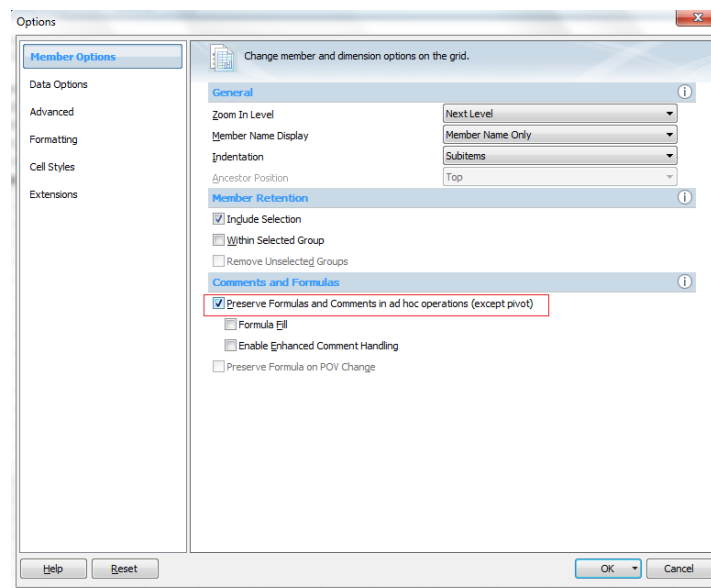 Options
x
Member Options
Data Options
Advanced
Formatting
Cell Styles
Extensions
Change member and dimension options on the grid.
General
Zoom In Level Next Level
Member Name Display Member Name Only
Indentation Subitems
Ancestor Position Top
Member Retention
Include Selection
Within Selected Group
Remove Unselected Groups
Comments and Formulas
Preserve Formulas and Comments in ad hoc operations (except pivot)
Formula Fill
Enable Enhanced Comment Handling
Preserve Formula on POV Change
Help Reset OK Cancel